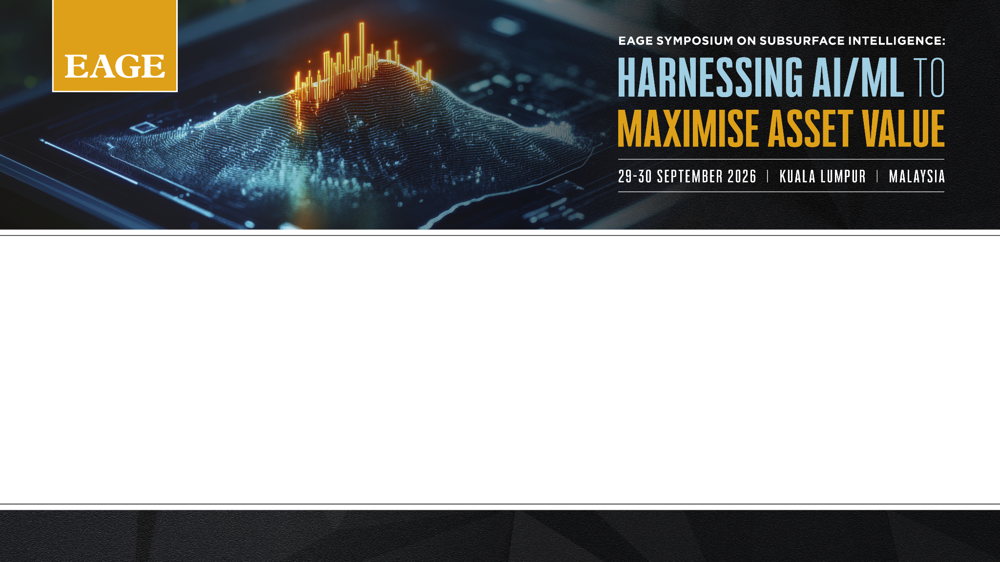 EAGE
EAGE SYMPOSIUM ON SUBSURFACE INTELLIGENCE:
HARNESSING AI/ML TO
MAXIMISE ASSET VALUE
29-30 SEPTEMBER 2026 | KUALA LUMPUR | MALAYSIA